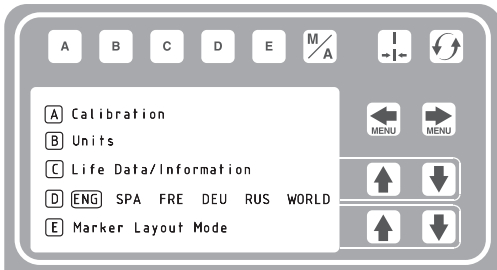 A B C D E M/A
A Calibration
MENU MENU
B Units
C Life Data/Information
D ENG SPA FRE DEU RUS WORLD
E Marker Layout Mode